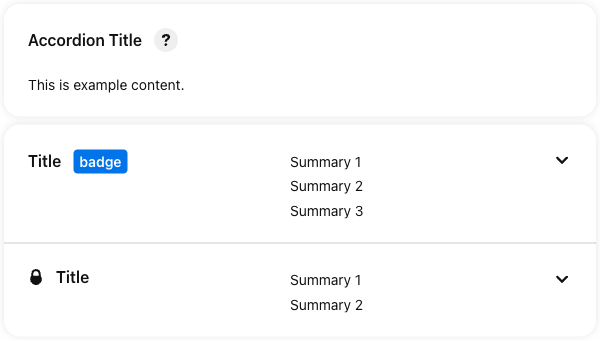 Accordion Title ?
This is example content.
Title badge
Summary 1
Summary 2
Summary 3
Title
Summary 1
Summary 2